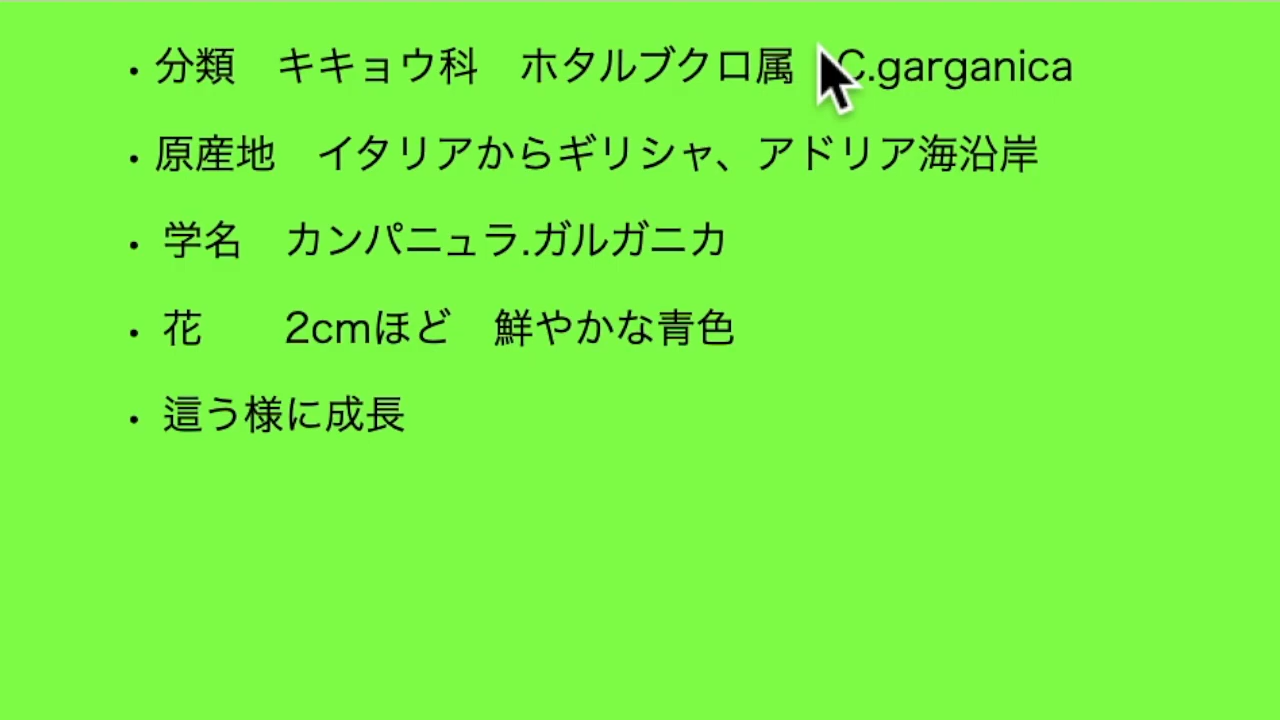 ・分類　キキョウ科　ホタルブクロ属　C.garganica
・原産地　イタリアからギリシャ、アドリア海沿岸
・学名　カンパニュラ.ガルガニカ
・花　　2cmほど　鮮やかな青色
・這う様に成長